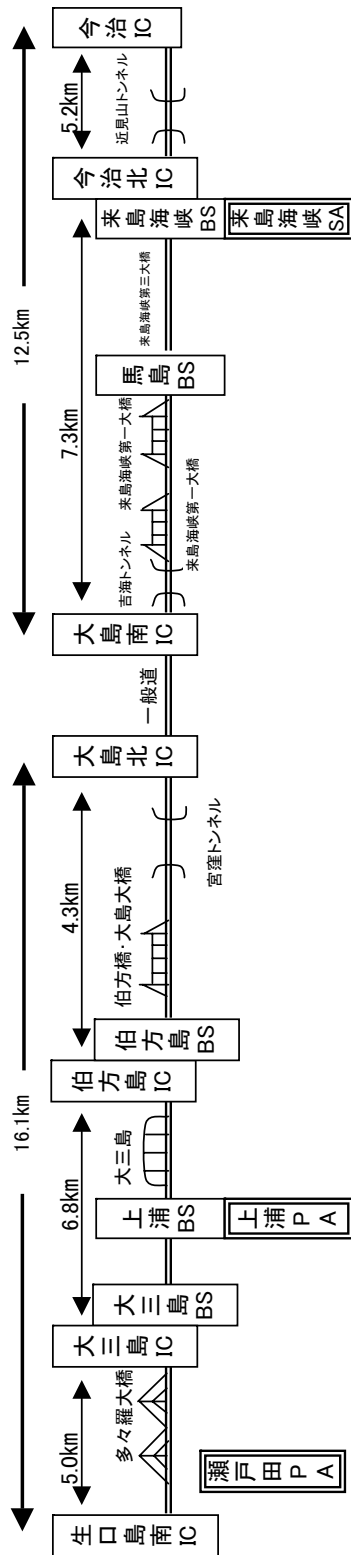 16.1km
12.5km
5.0km
6.8km
4.3km
7.3km
5.2km
生口島南IC
多々羅大橋
瀬戸田PA
大三島IC
大三島BS
上浦BS
上浦PA
大三島
伯方島IC
伯方島BS
伯方橋・大島大橋
宮窪トンネル
大島北IC
一般道
大島南IC
吉海トンネル
来島海峡第一大橋
来島海峡第一大橋
馬島BS
来島海峡第三大橋
来島海峡BS
来島海峡SA
今治北IC
近見山トンネル
今治IC